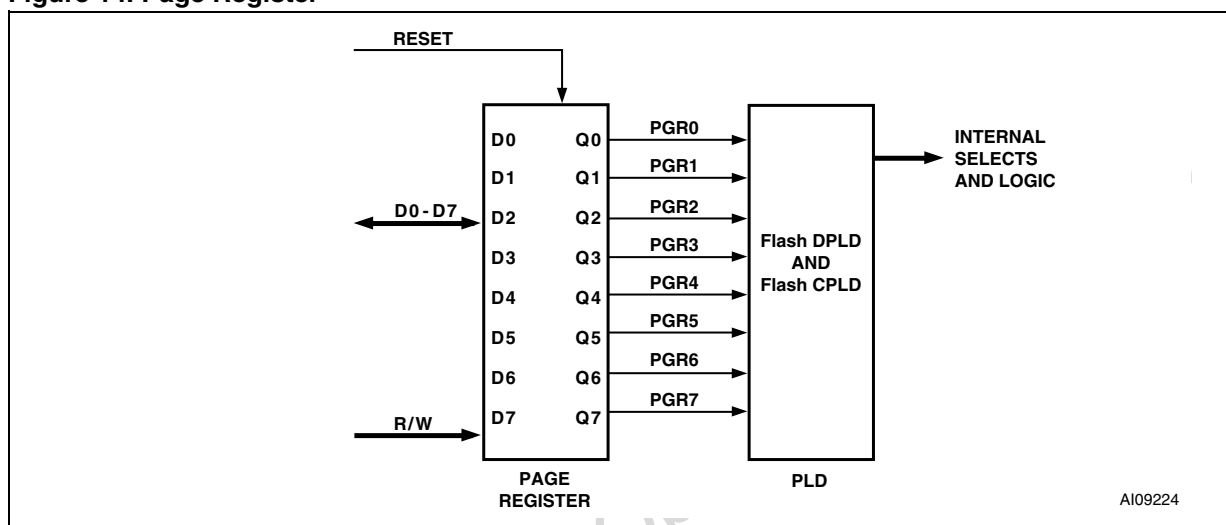 RESET
D0 Q0 PGR0
D1 Q1 PGR1
D0-D7 D2 Q2 PGR2
D3 Q3 PGR3
D4 Q4 PGR4
D5 Q5 PGR5
D6 Q6 PGR6
R/W D7 Q7 PGR7
PAGE
REGISTER
Flash DPLD
AND
Flash CPLD
PLD
INTERNAL
SELECTS
AND LOGIC
AI09224